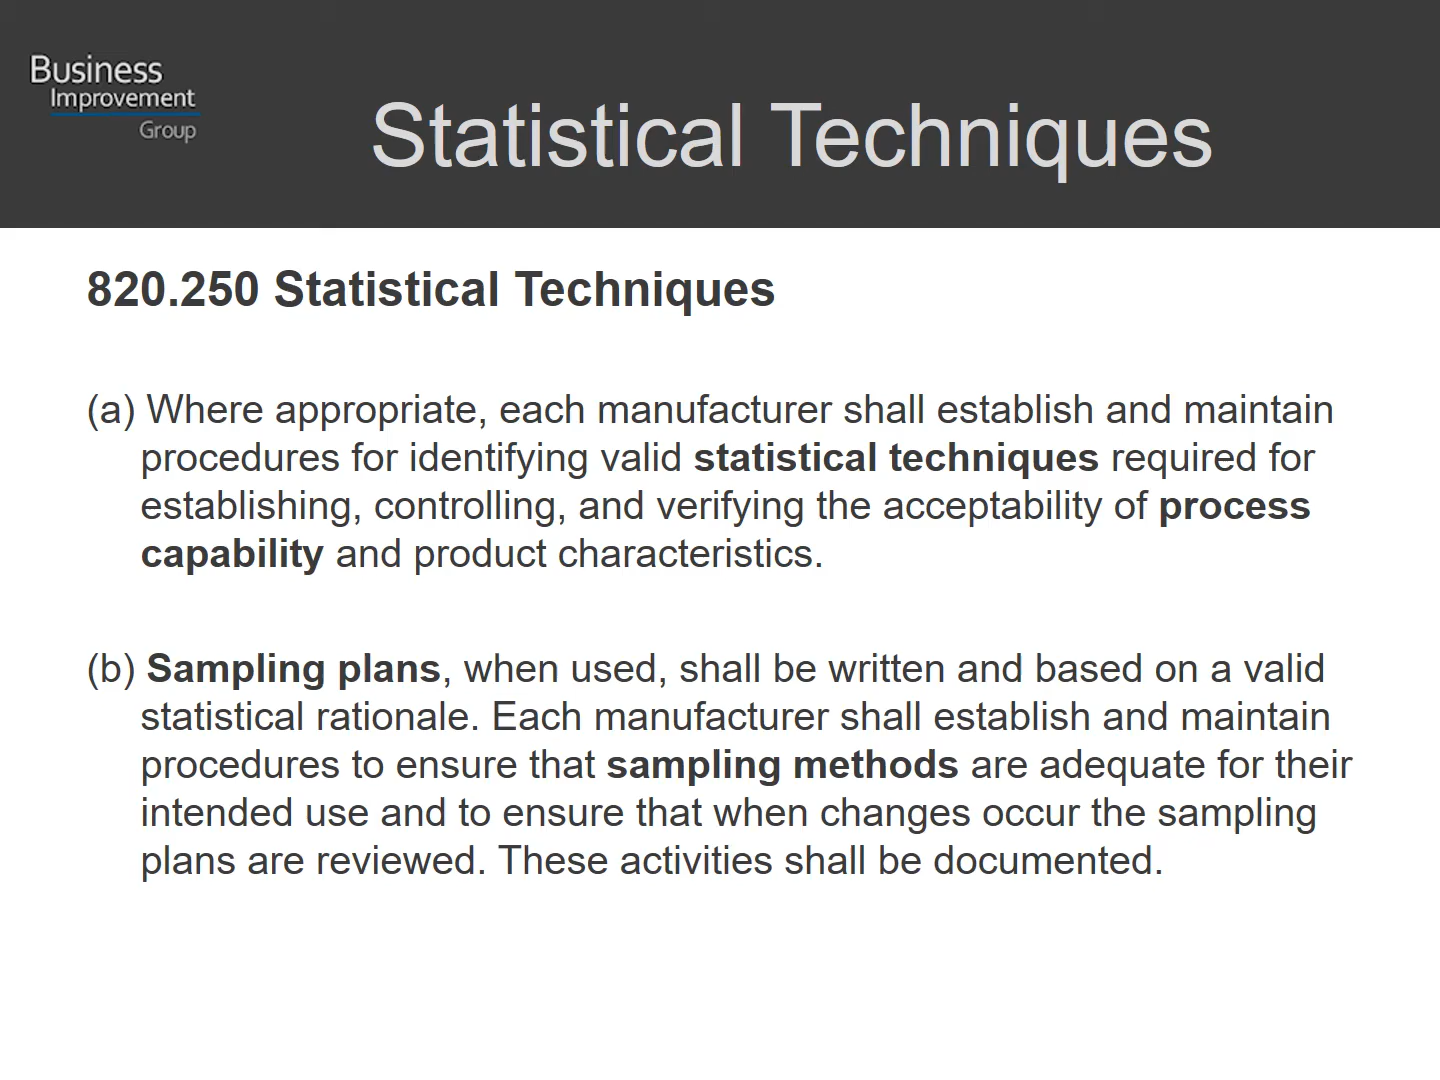 Business
Improvement
Group
Statistical Techniques
820.250 Statistical Techniques
(a) Where appropriate, each manufacturer shall establish and maintain
procedures for identifying valid statistical techniques required for
establishing, controlling, and verifying the acceptability of process
capability and product characteristics.
(b) Sampling plans, when used, shall be written and based on a valid
statistical rationale. Each manufacturer shall establish and maintain
procedures to ensure that sampling methods are adequate for their
intended use and to ensure that when changes occur the sampling
plans are reviewed. These activities shall be documented.